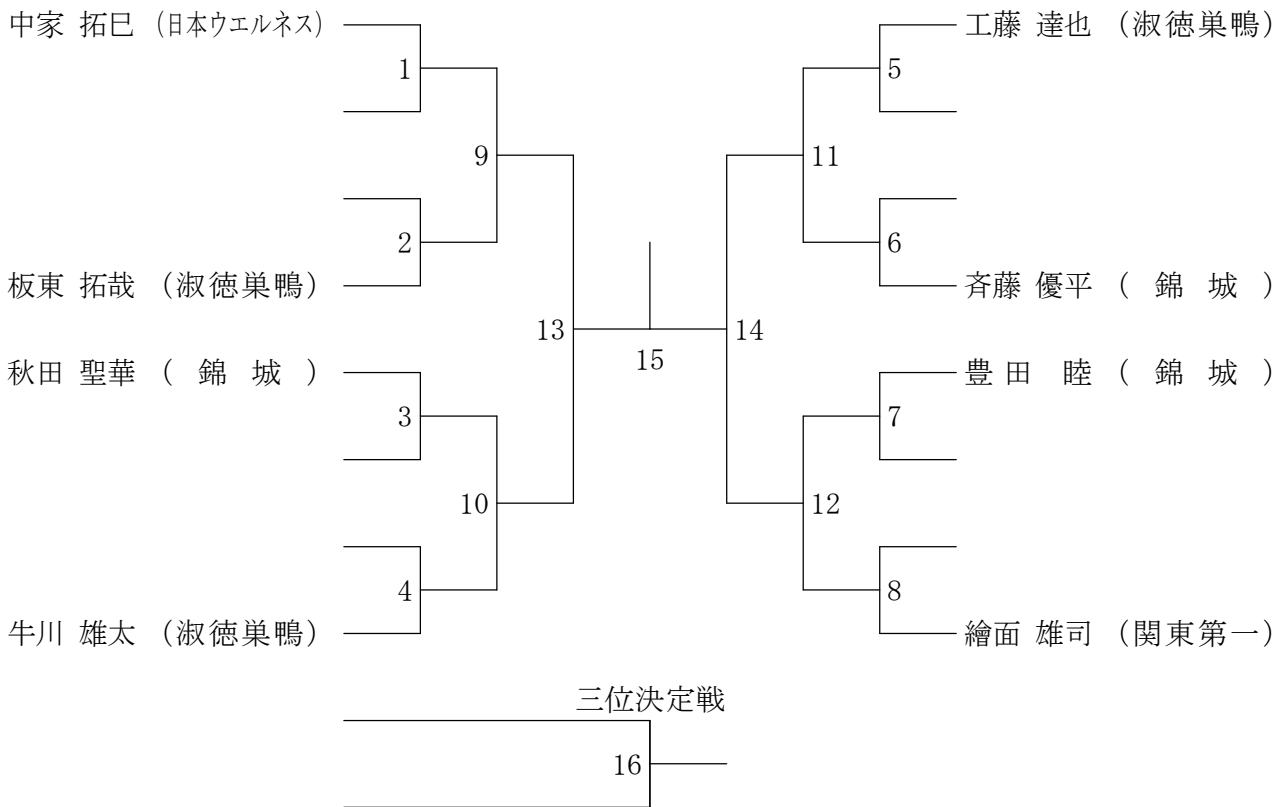 中家 拓巳 (日本ウエルネス) 工藤 達也 (淑徳巣鴨)
1 5
9 11
2 6
板東 拓哉 (淑徳巣鴨) 斉藤 優平 ( 錦 城 )
13 14
15
秋田 聖華 ( 錦 城 ) 豊 田 睦 ( 錦 城 )
3 7
10 12
4 8
牛川 雄太 (淑徳巣鴨) 繪面 雄司 (関東第一)
三位決定戦
16